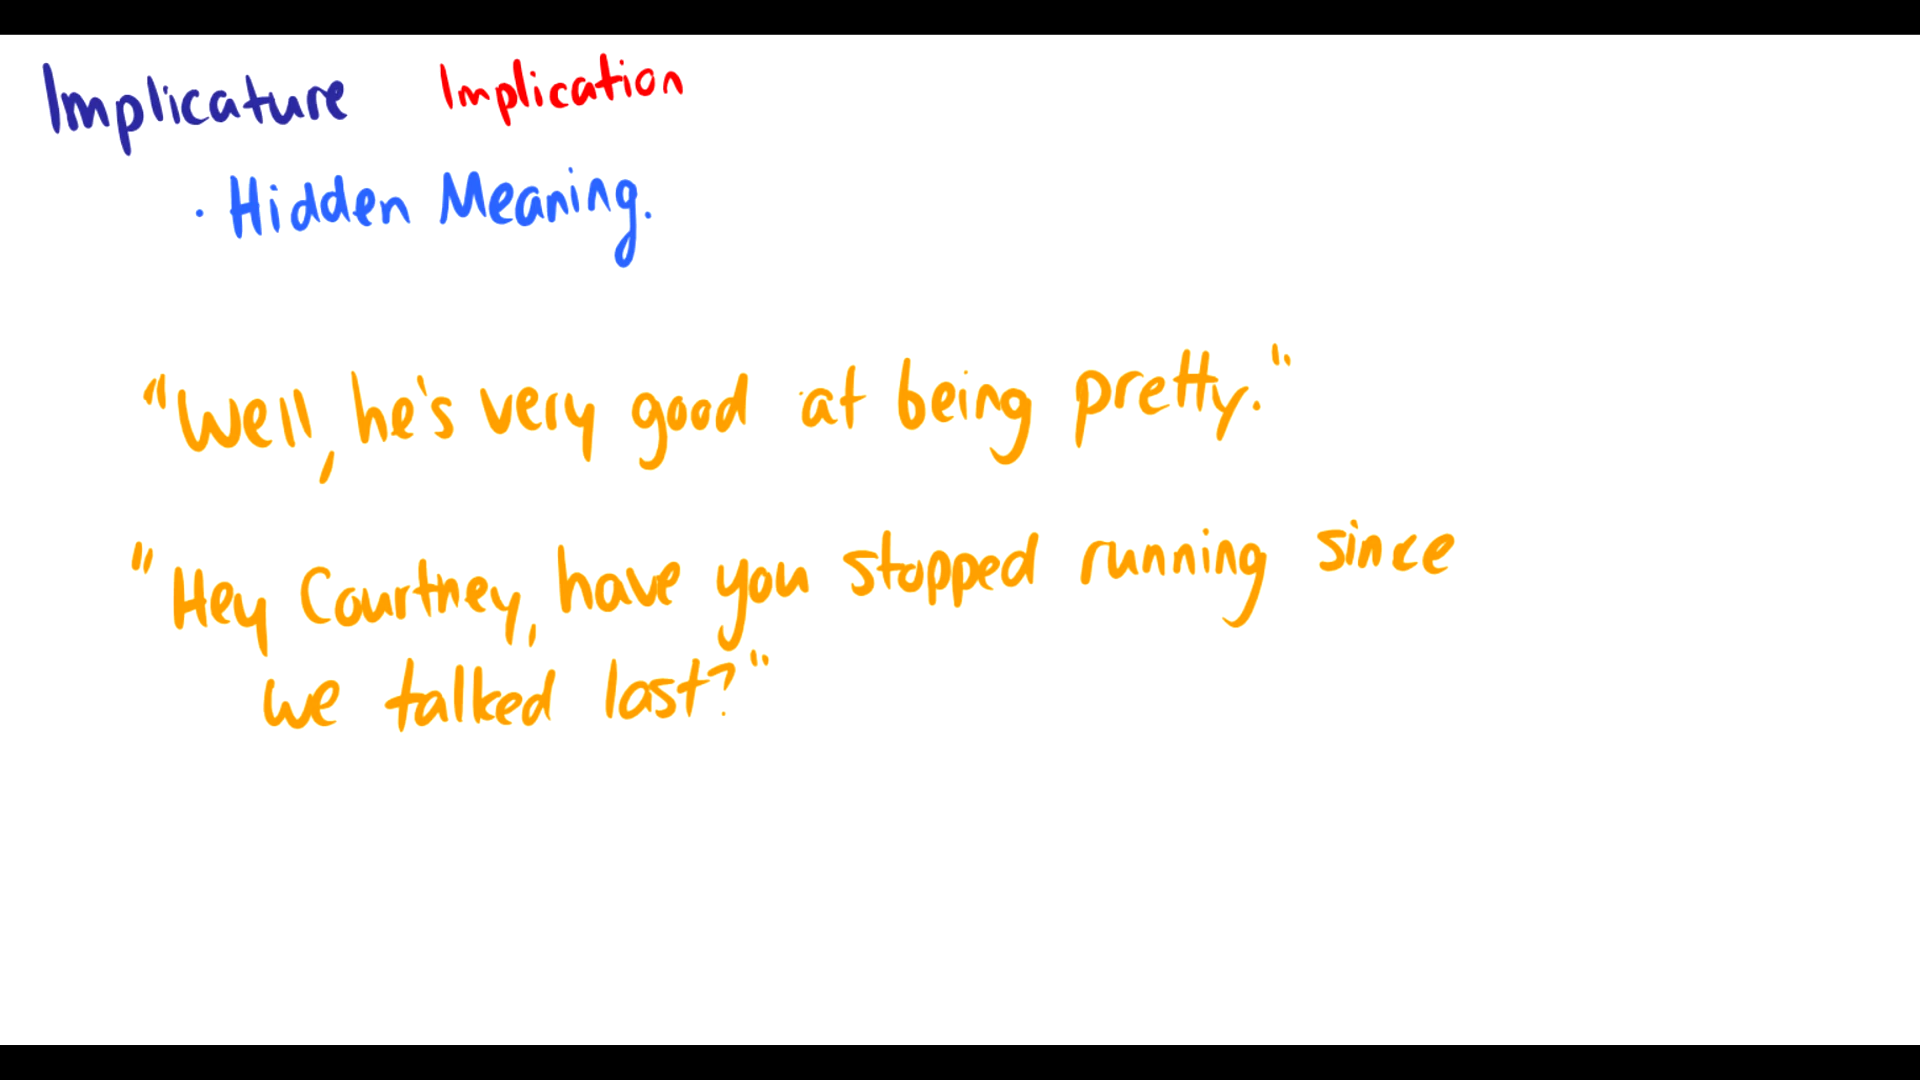 Implicature Implication
· Hidden Meaning.
"Well, he's very good at being pretty."
"Hey Courtney, have you stopped running since
we talked last?"